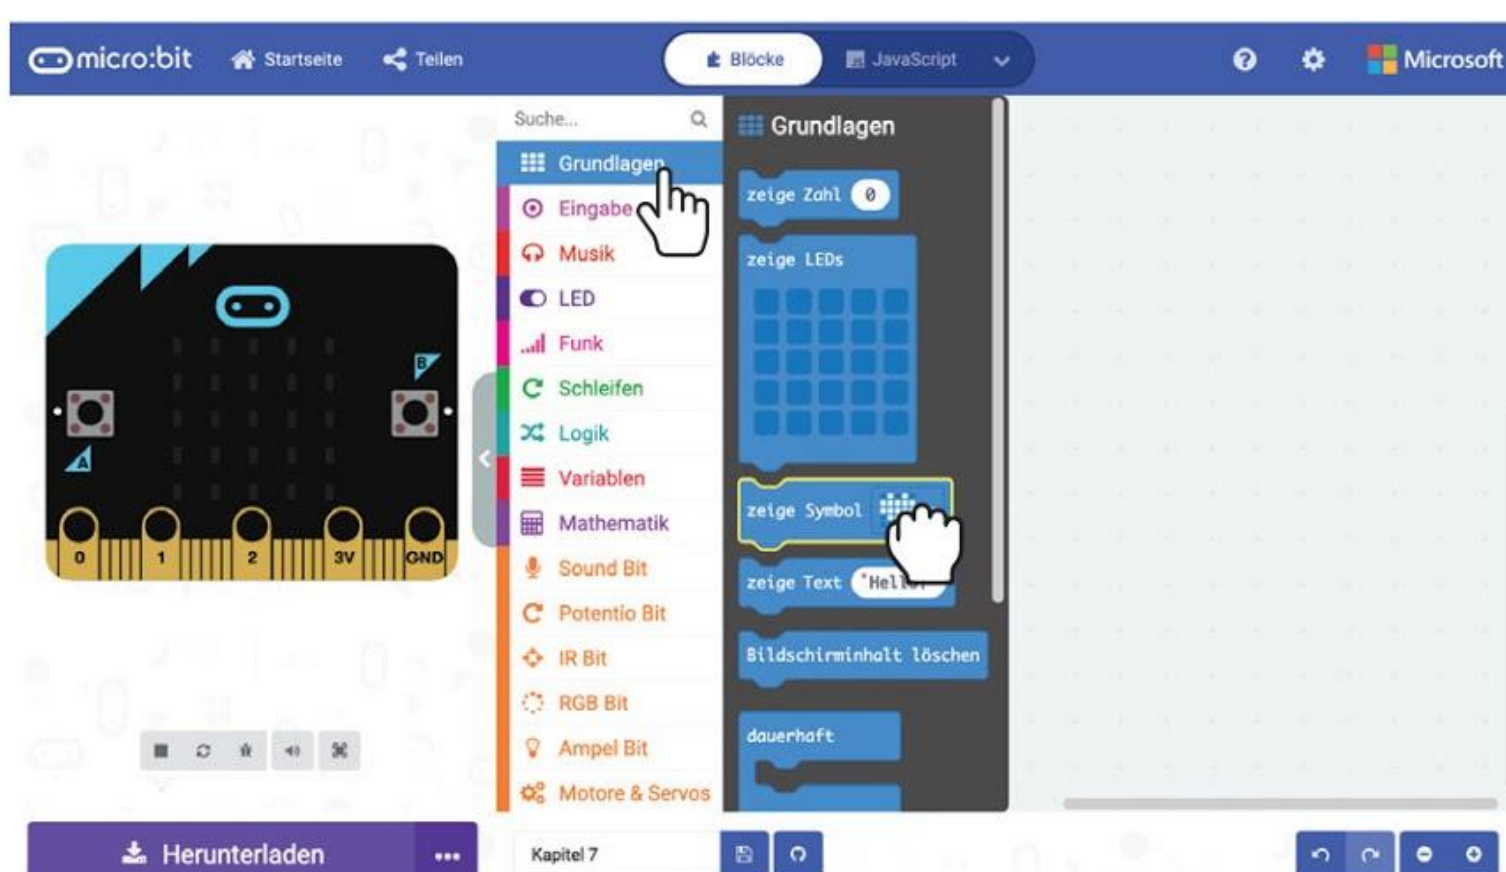 micro:bit Startseite Teilen Blöcke JavaScript Microsoft
Suche...
Grundlagen
Eingabe
Musik
LED
Funk
Schleifen
Logik
Variablen
Mathematik
Sound Bit
Potentio Bit
IR Bit
RGB Bit
Ampel Bit
Motore & Servos
Grundlagen
zeige Zahl 0
zeige LEDs
zeige Symbol
zeige Text
Bildschirminhalt löschen
dauerhaft
B
A
0 1 2 3V GND
Herunterladen ...
Kapitel 7